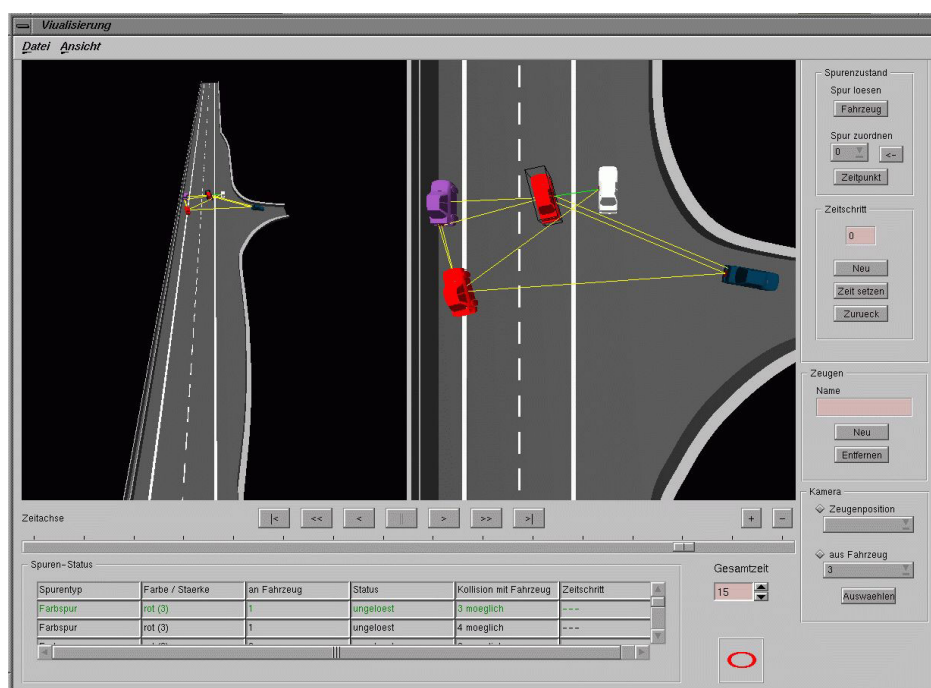 Viualisierung
Datei Ansicht
Spurenzustand
Spur loesen
Fahrzeug
Spur zuordnen
0 <-
Zeitpunkt
Zeitschritt
0
Neu
Zeit setzen
Zurueck
Zeugen
Name
Neu
Entfernen
Kamera
Zeugenposition
aus Fahrzeug
3
Auswaehlen
Zeitachse |< << < || > >> >| + -
Spuren-Status
Spurentyp Farbe / Staerke an Fahrzeug Status Kollision mit Fahrzeug Zeitschritt
Farbspur rot (3) 1 ungeloest 3 moeglich ---
Farbspur rot (3) 1 ungeloest 4 moeglich ---
Gesamtzeit
15